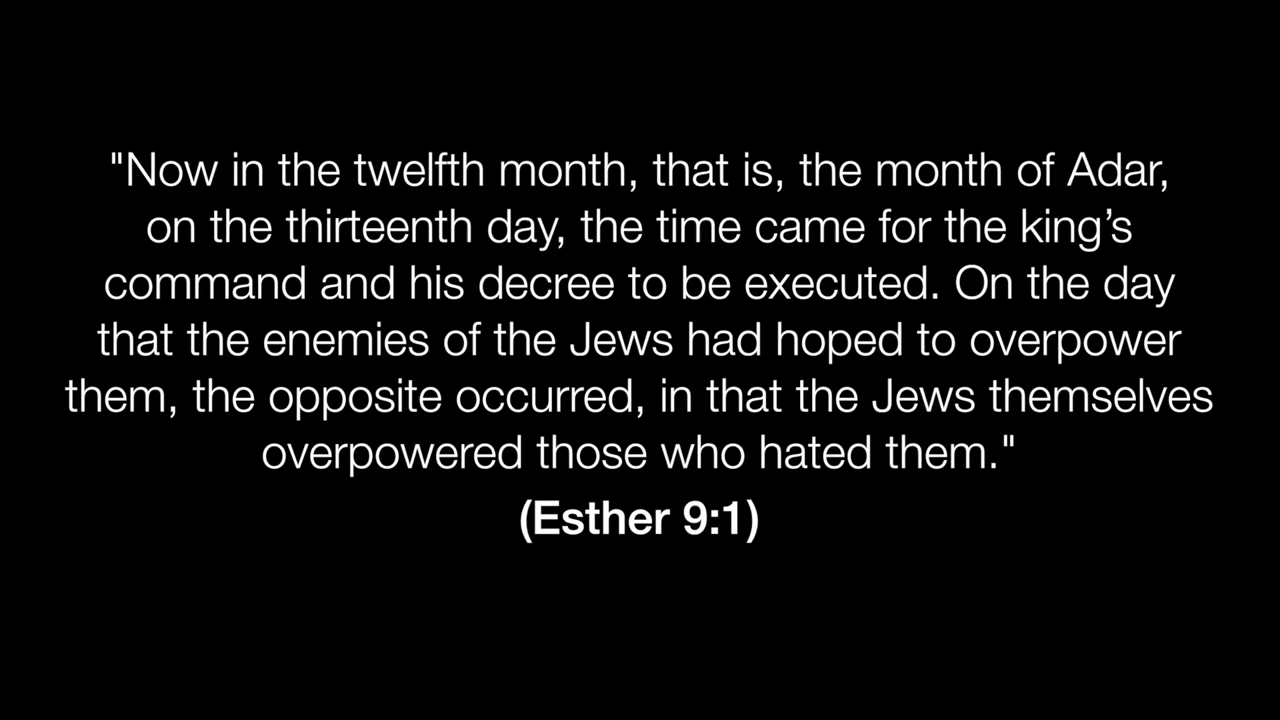 "Now in the twelfth month, that is, the month of Adar,
on the thirteenth day, the time came for the king’s
command and his decree to be executed. On the day
that the enemies of the Jews had hoped to overpower
them, the opposite occurred, in that the Jews themselves
overpowered those who hated them."
(Esther 9:1)